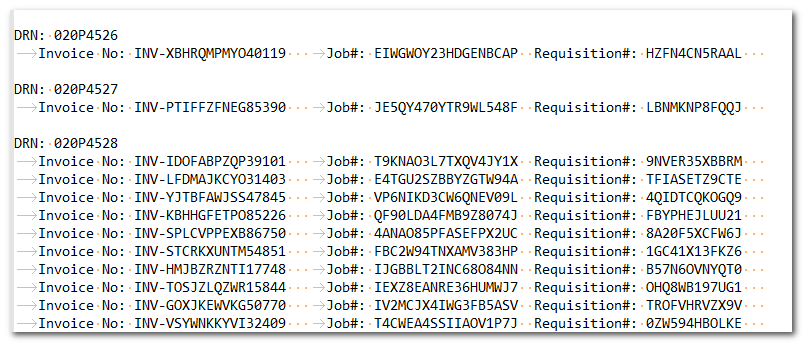 DRN: 020P4526
Invoice No: INV-XBHRQMPMYO40119 Job#: EIWGWOY23HDGENBCAP Requisition#: HZFN4CN5RAAL
DRN: 020P4527
Invoice No: INV-PTIFFZFNEG85390 Job#: JE5QY470YTR9WL548F Requisition#: LBNMKNP8FQQJ
DRN: 020P4528
Invoice No: INV-IDOFABPZQP39101 Job#: T9KNAO3L7TXQV4JY1X Requisition#: 9NVER35XBBRM
Invoice No: INV-LFDMAJKCYO31403 Job#: E4TGU2SZBBYZGTW94A Requisition#: TFIASETZ9CTE
Invoice No: INV-YJTBFAWJSS47845 Job#: VP6NIKD3CW6QNEV09L Requisition#: 4QIDTCQKOGQ9
Invoice No: INV-KBHHGFETPO85226 Job#: QF90LDA4FMB9Z8074J Requisition#: FBYPHEJLUU21
Invoice No: INV-SPLCVPPEXB86750 Job#: 4ANAO85PFASEFPX2UC Requisition#: 8A20F5XCFW6J
Invoice No: INV-STCRKXUNTM54851 Job#: FBC2W94TNXAMV383HP Requisition#: 1GC41X13FKZ6
Invoice No: INV-HMJBZRZNTI17748 Job#: IJGBBLT2INC68O84NN Requisition#: B57N6OVNYQT0
Invoice No: INV-TOSJZLQZWR15844 Job#: IEXZ8EANRE36HUMWJ7 Requisition#: OHQ8WB197UG1
Invoice No: INV-GOXJKEWVKG50770 Job#: IV2MCJX4IWG3FB5ASV Requisition#: TROFVHRVZX9V
Invoice No: INV-VSYWNKKYVI32409 Job#: T4CWEA4SSIIAOV1P7J Requisition#: 0ZW594HBOLKE